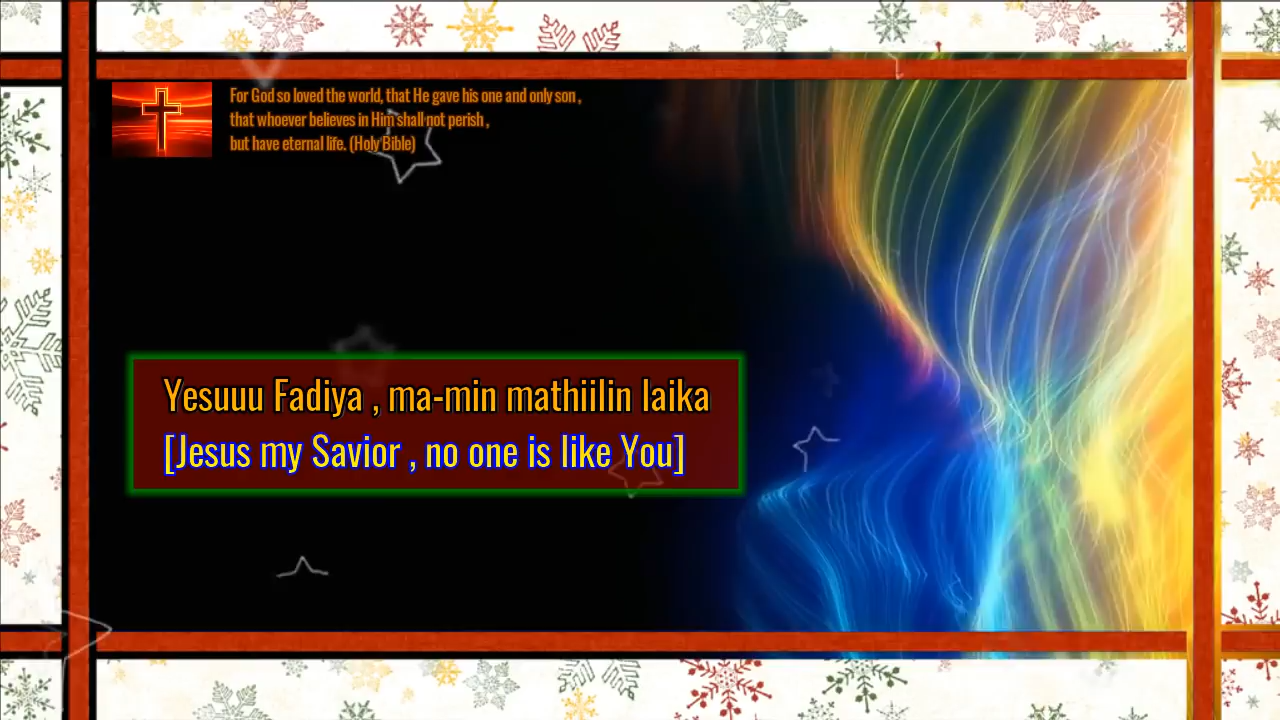 For God so loved the world, that He gave his one and only son ,
that whoever believes in Him shall not perish ,
but have eternal life. (Holy Bible)
Yesuuu Fadiya , ma-min mathiilin laika
[Jesus my Savior , no one is like You]